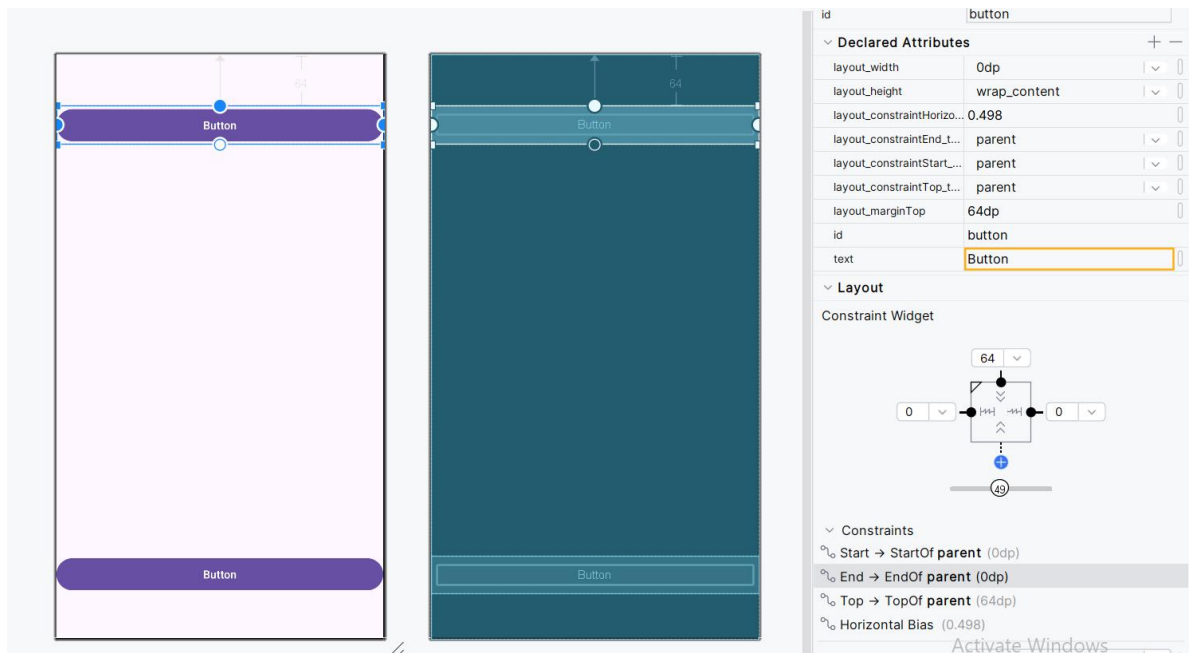 id button
Declared Attributes
layout_width 0dp
layout_height wrap_content
layout_constraintHorizo... 0.498
layout_constraintEnd_t... parent
layout_constraintStart_... parent
layout_constraintTop_t... parent
layout_marginTop 64dp
id button
text Button
Layout
Constraint Widget
64
0 0
49
Constraints
Start → StartOf parent (0dp)
End → EndOf parent (0dp)
Top → TopOf parent (64dp)
Horizontal Bias (0.498)
Activate Windows
64 64
Button Button
Button Button